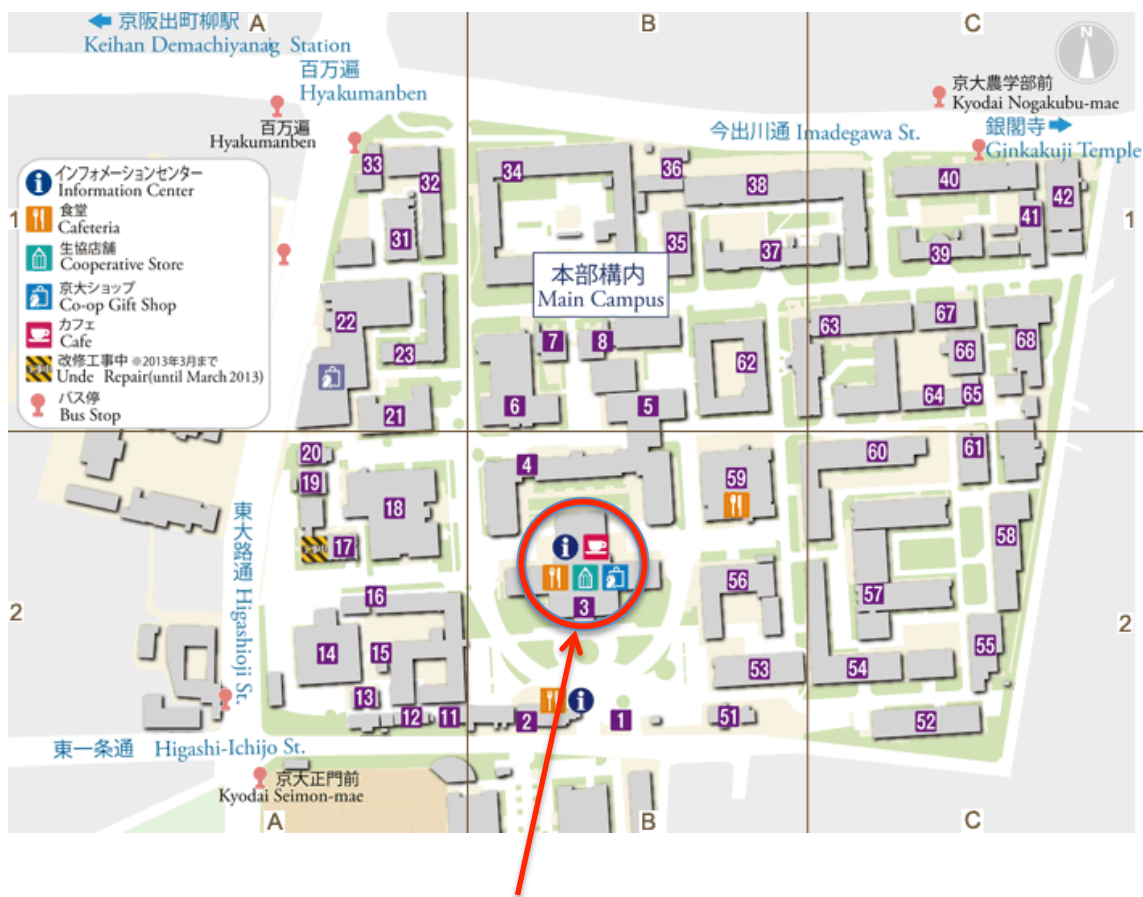 A
B
C
京阪出町柳駅
Keihan Demachiyanagi Station
百万遍
Hyakumanben
N
京大農学部前
Kyodai Nogakubu-mae
百万遍
Hyakumanben
今出川通 Imadegawa St.
銀閣寺
Ginkakuji Temple
インフォメーションセンター
Information Center
食堂
Cafeteria
生協店舗
Cooperative Store
京大ショップ
Co-op Gift Shop
カフェ
Cafe
改修工事中 ※2013年3月まで
Unde Repair(until March 2013)
バス停
Bus Stop
1
1
33
32
31
34
36
38
35
37
40
42
41
39
本部構内
Main Campus
22
23
21
7
8
6
5
62
63
67
66
68
64
65
20
19
18
17
4
59
60
61
58
57
56
55
東大路通 Higashioji St.
i
3
2
2
16
14
15
13
12
11
i
2
1
53
51
54
52
東一条通 Higashi-Ichijo St.
京大正門前
Kyodai Seimon-mae
A
B
C